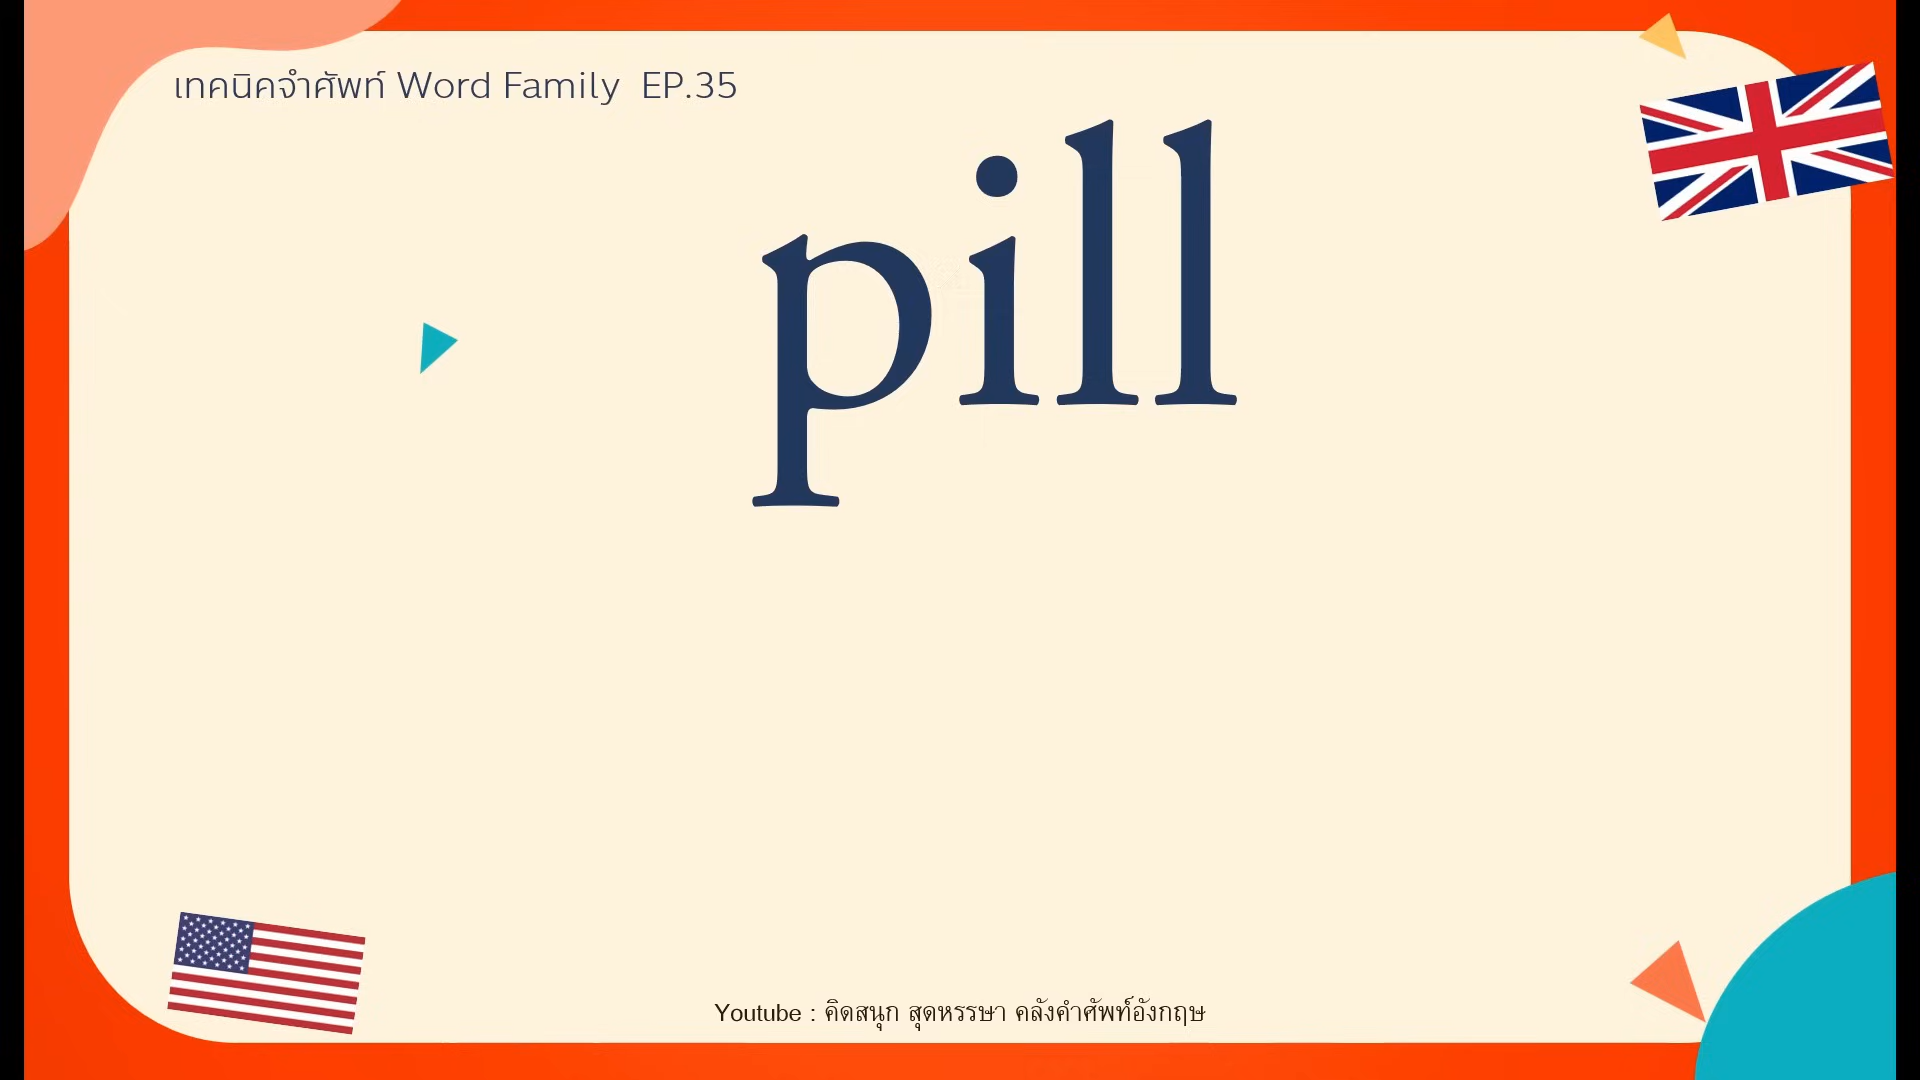 เทคนิคจำศัพท์ Word Family EP.35
pill
Youtube : คิดสนุก สุดหรรษา คลังคำศัพท์อังกฤษ